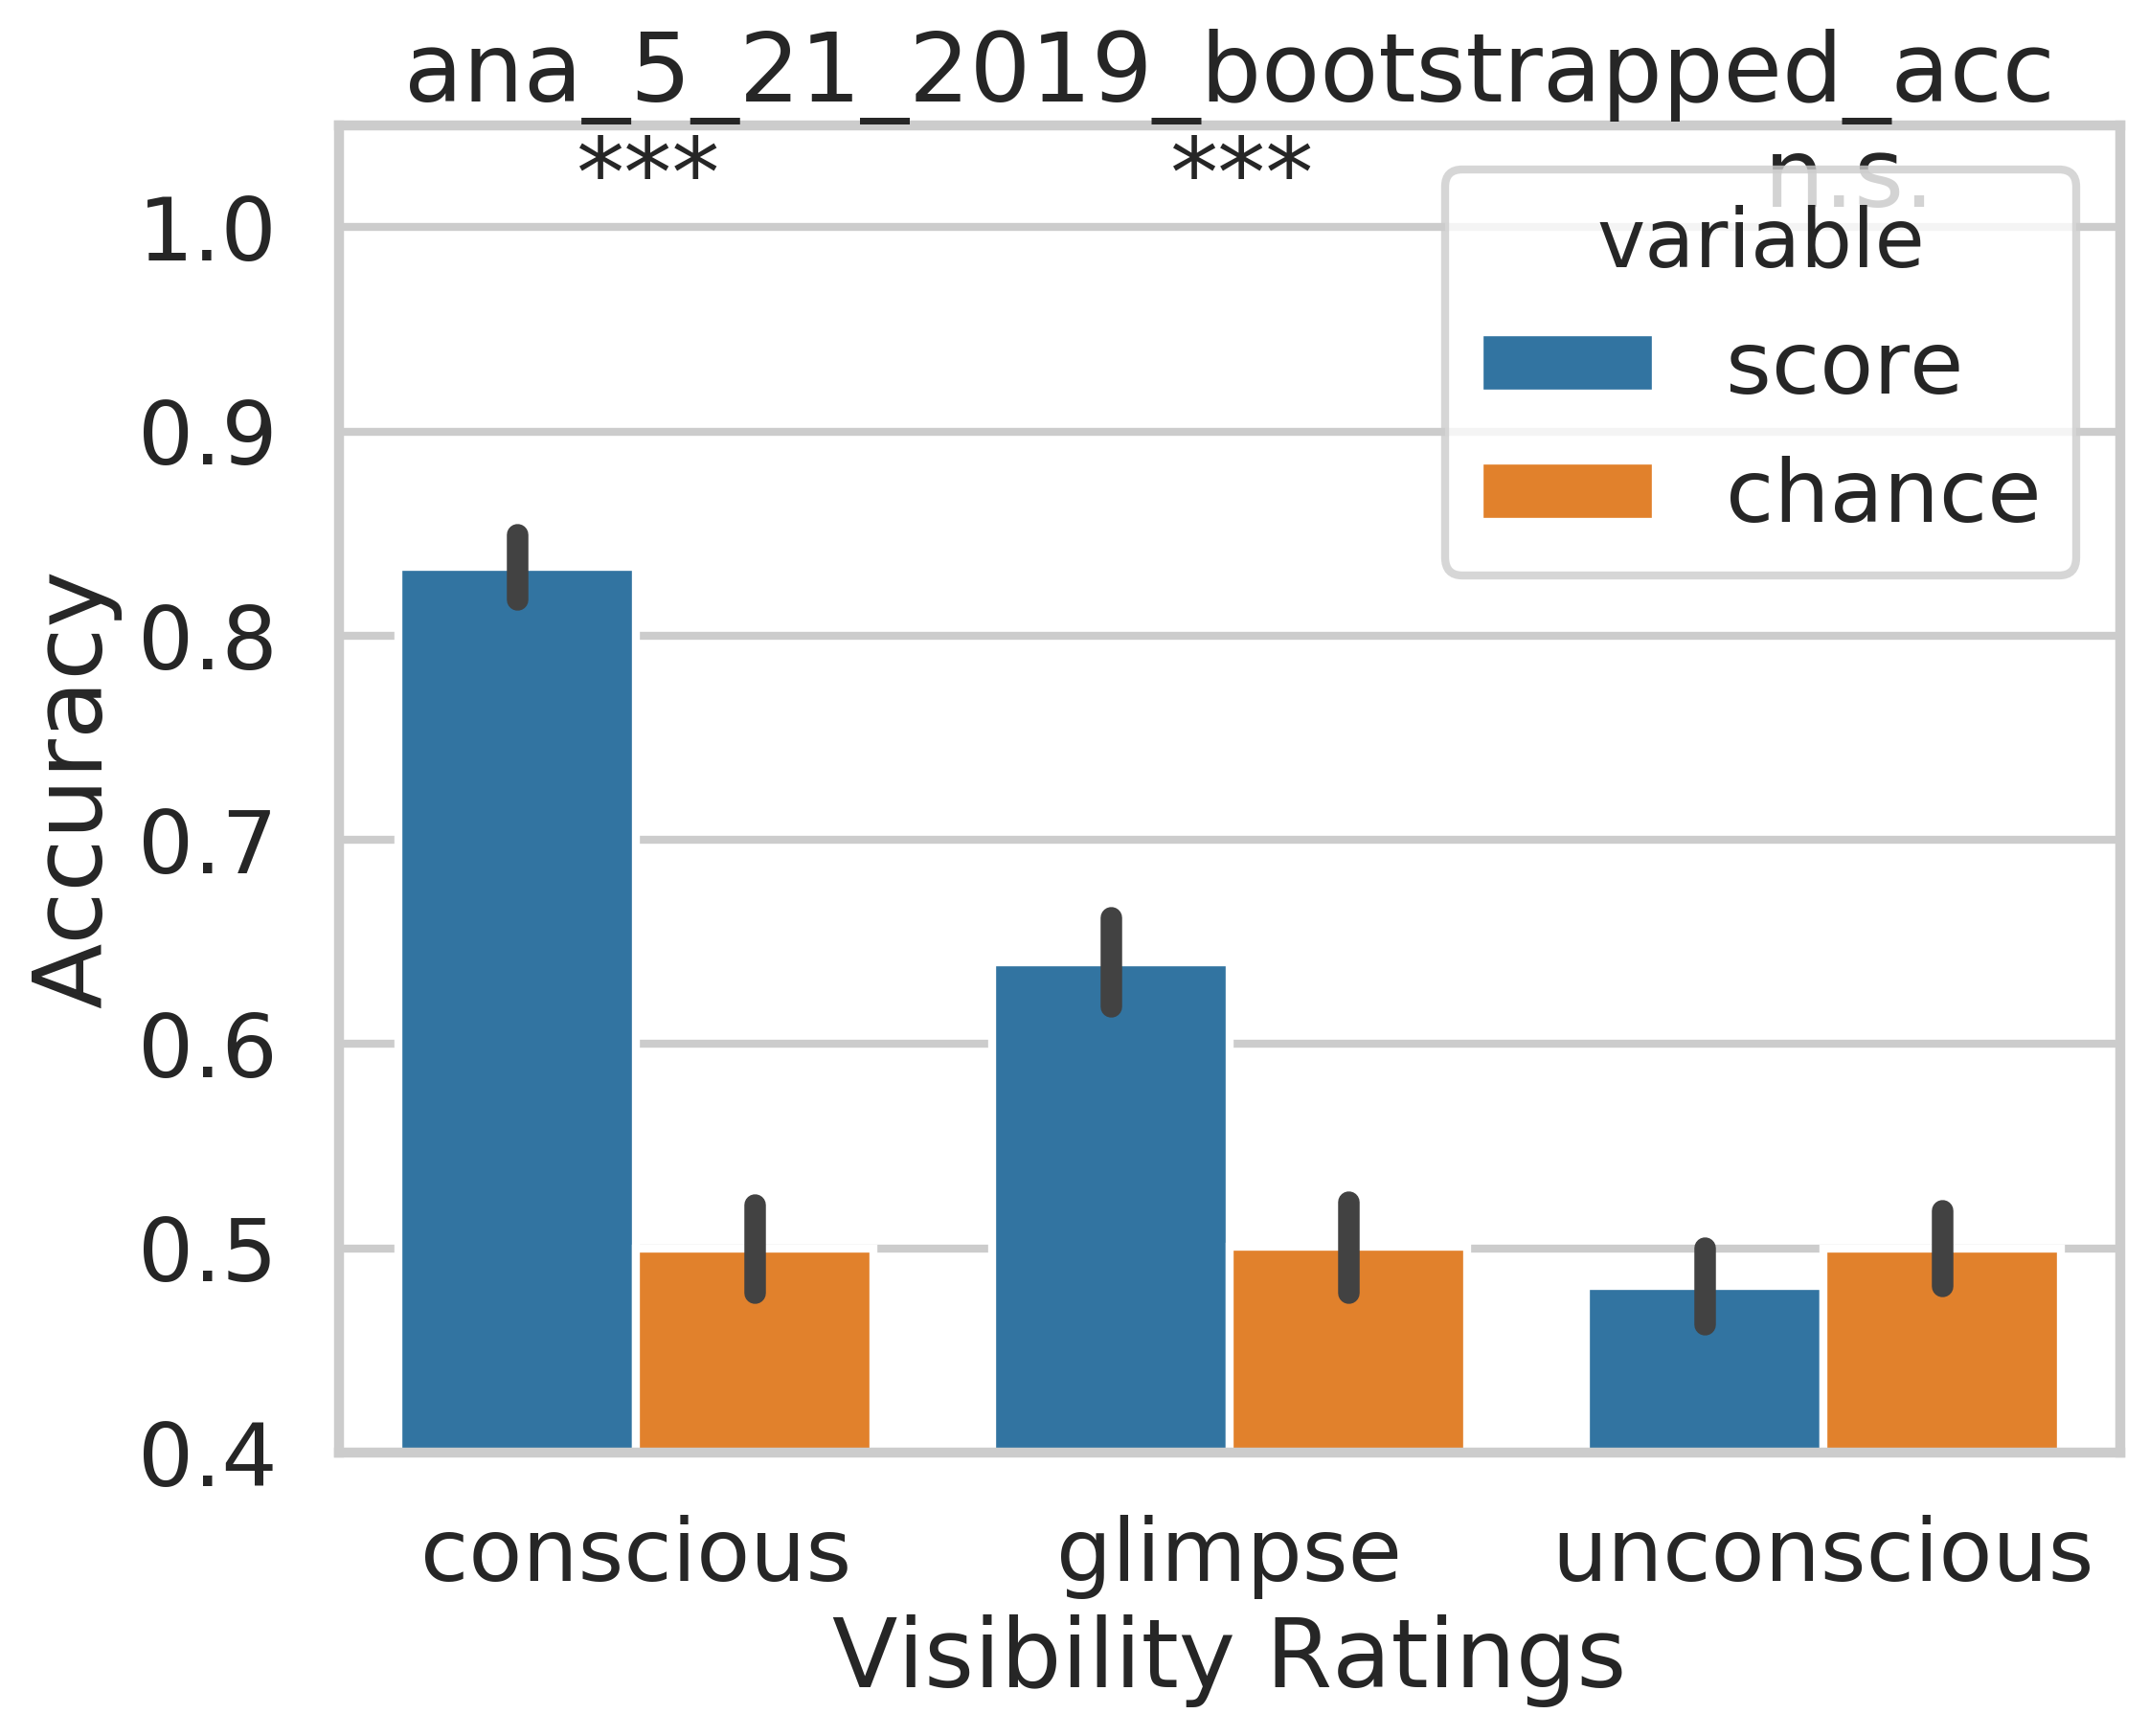 ana_5_21_2019_bootstrapped_acc
*** *** n.s.
variable
score
chance
1.0
0.9
0.8
0.7
0.6
0.5
0.4
Accuracy
conscious glimpse unconscious
Visibility Ratings